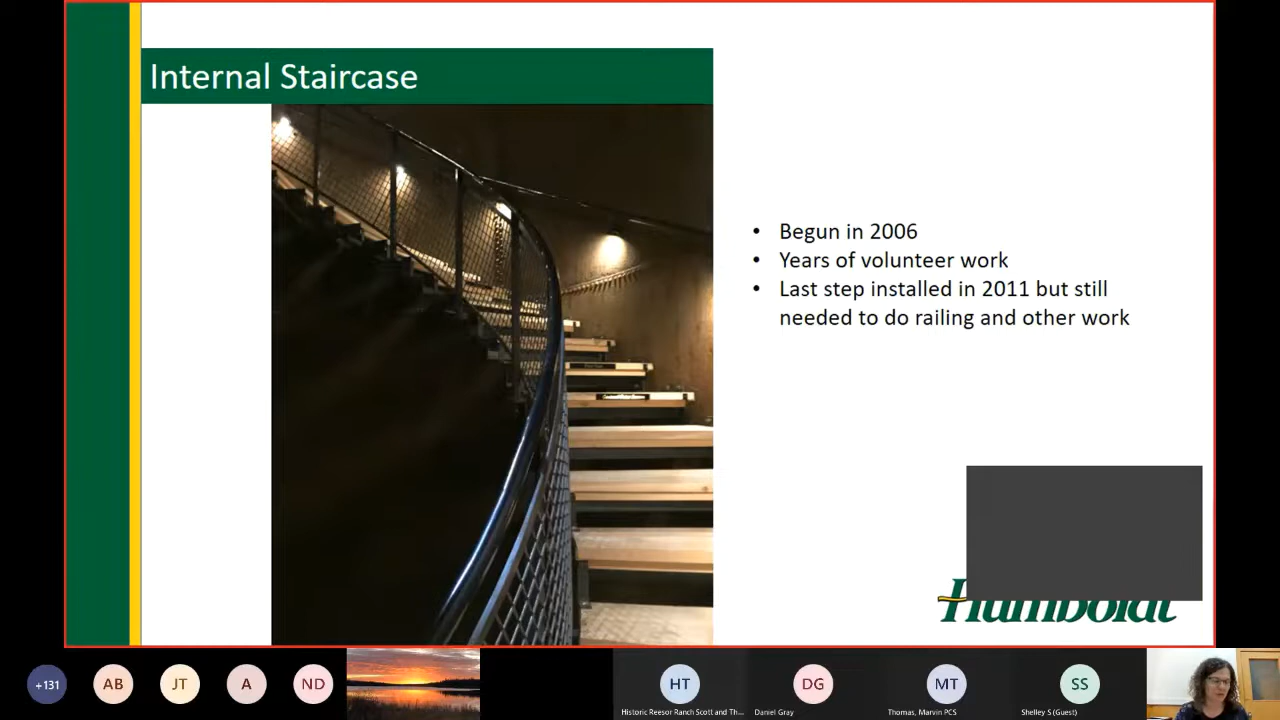 Internal Staircase
• Begun in 2006
• Years of volunteer work
• Last step installed in 2011 but still
needed to do railing and other work
Humboldt
+131
AB
JT
A
ND
HT
DG
MT
SS
Historic Reesor Ranch Scott and Th...
Daniel Gray
Thomas, Marvin PCS
Shelley S (Guest)